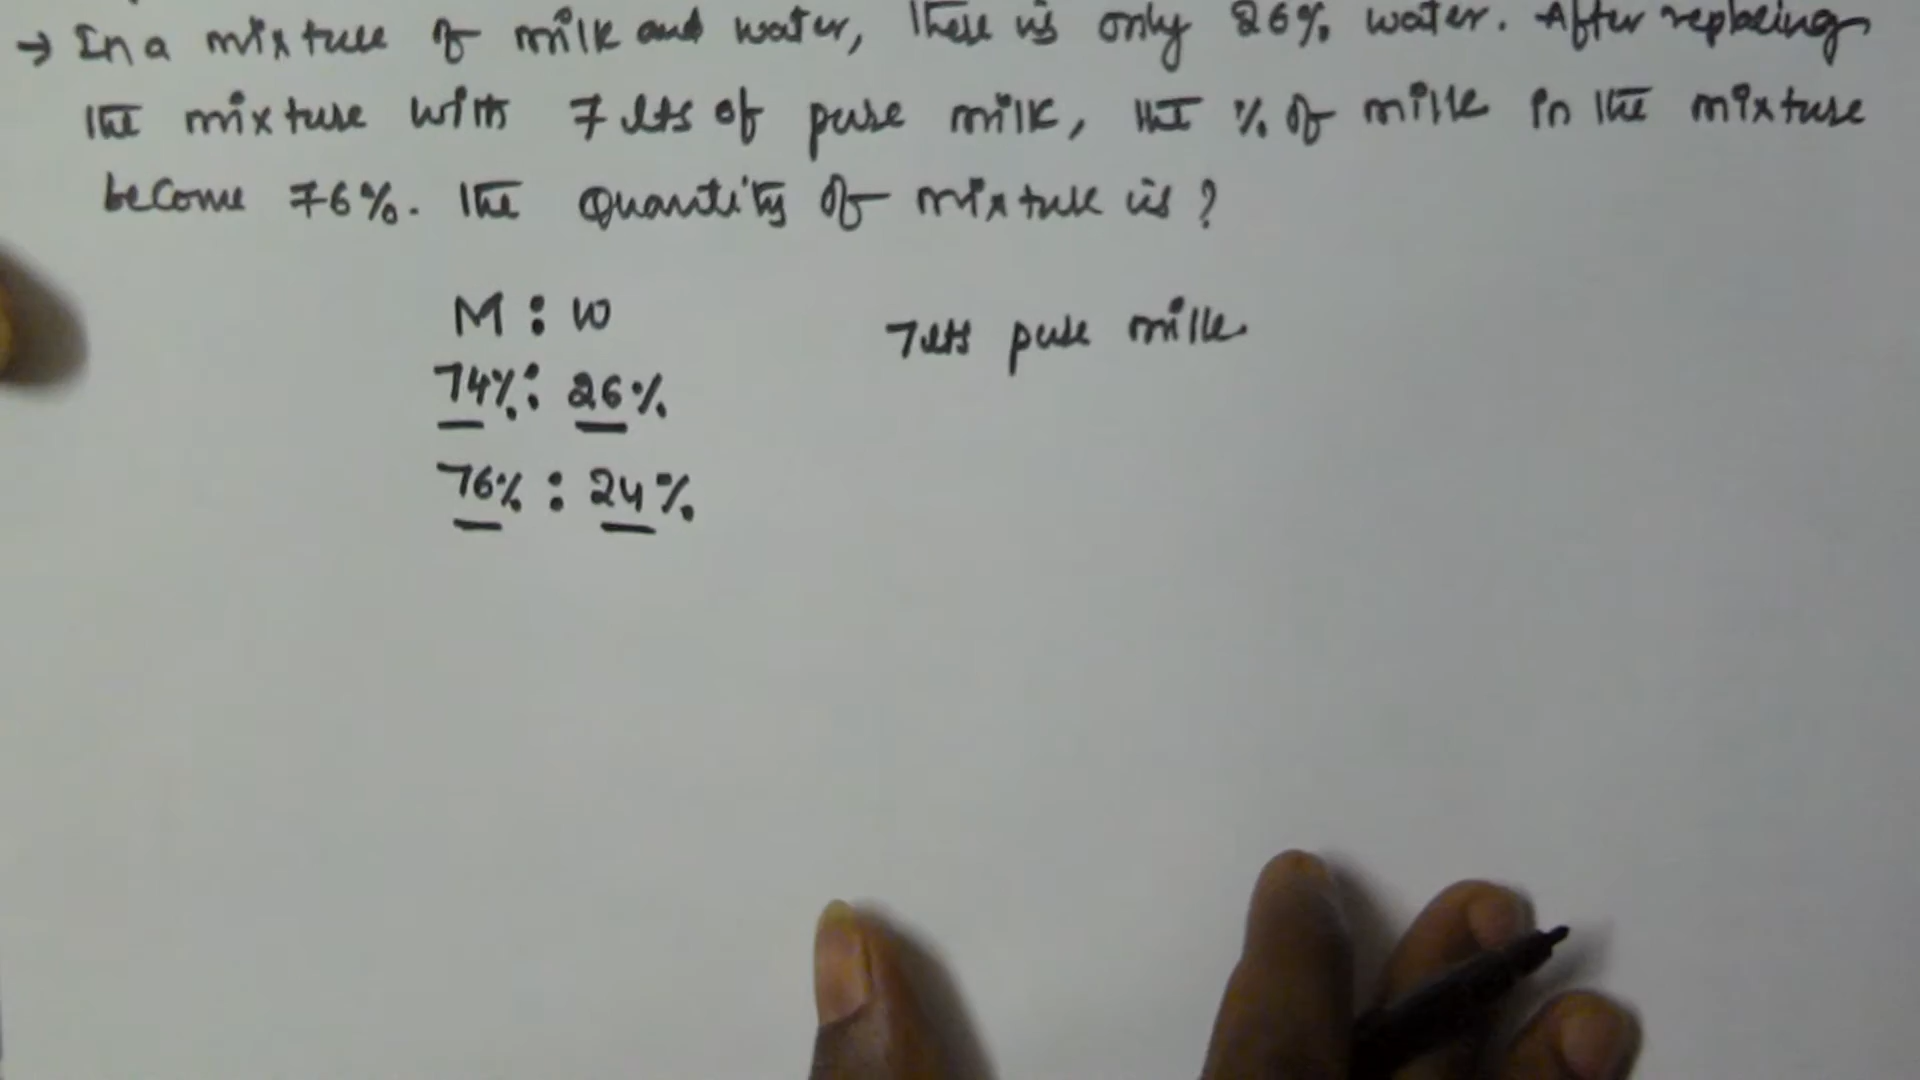 → In a mixture of milk and water, there is only 26% water. After replacing
the mixture with 7 lts of pure milk, the % of milk in the mixture
become 76%. The Quantity of mixture is?
M : W
7 lts pure milk.
74% : 26%
76% : 24%